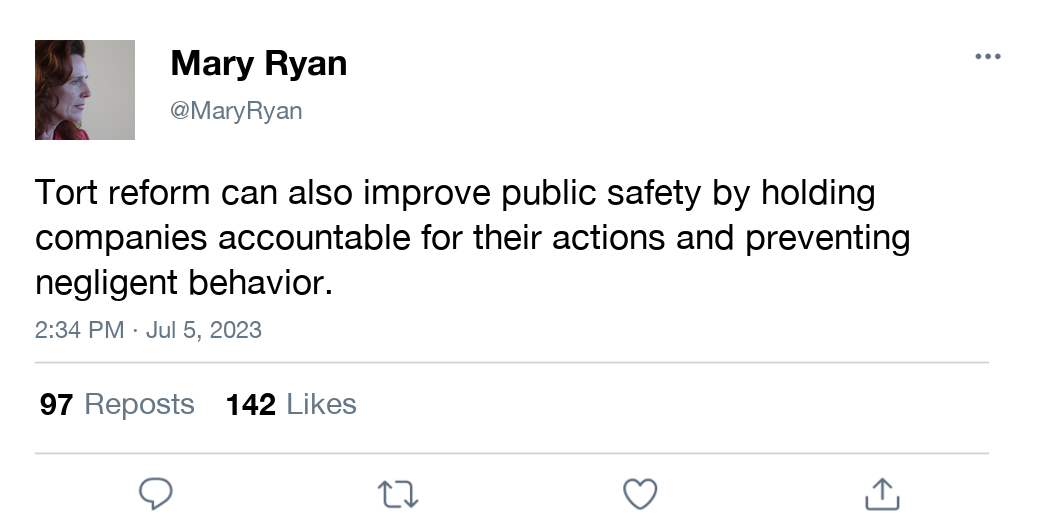 Mary Ryan
@MaryRyan
Tort reform can also improve public safety by holding
companies accountable for their actions and preventing
negligent behavior.
2:34 PM · Jul 5, 2023
97 Reposts 142 Likes